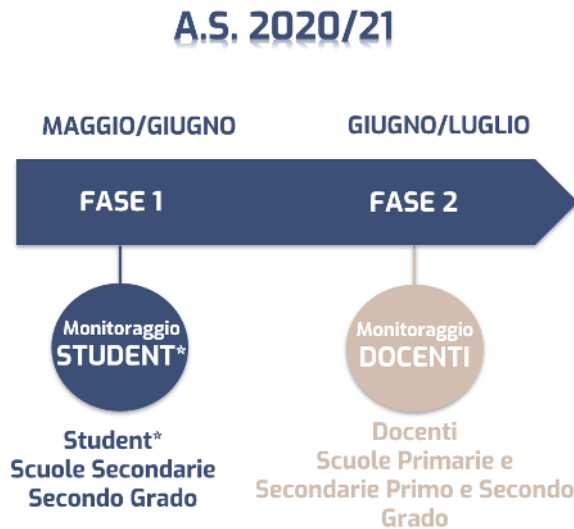 A.S. 2020/21
MAGGIO/GIUGNO
GIUGNO/LUGLIO
FASE 1
FASE 2
Monitoraggio
STUDENT*
Monitoraggio
DOCENTI
Student*
Scuole Secondarie
Secondo Grado
Docenti
Scuole Primarie e
Secondarie Primo e Secondo
Grado